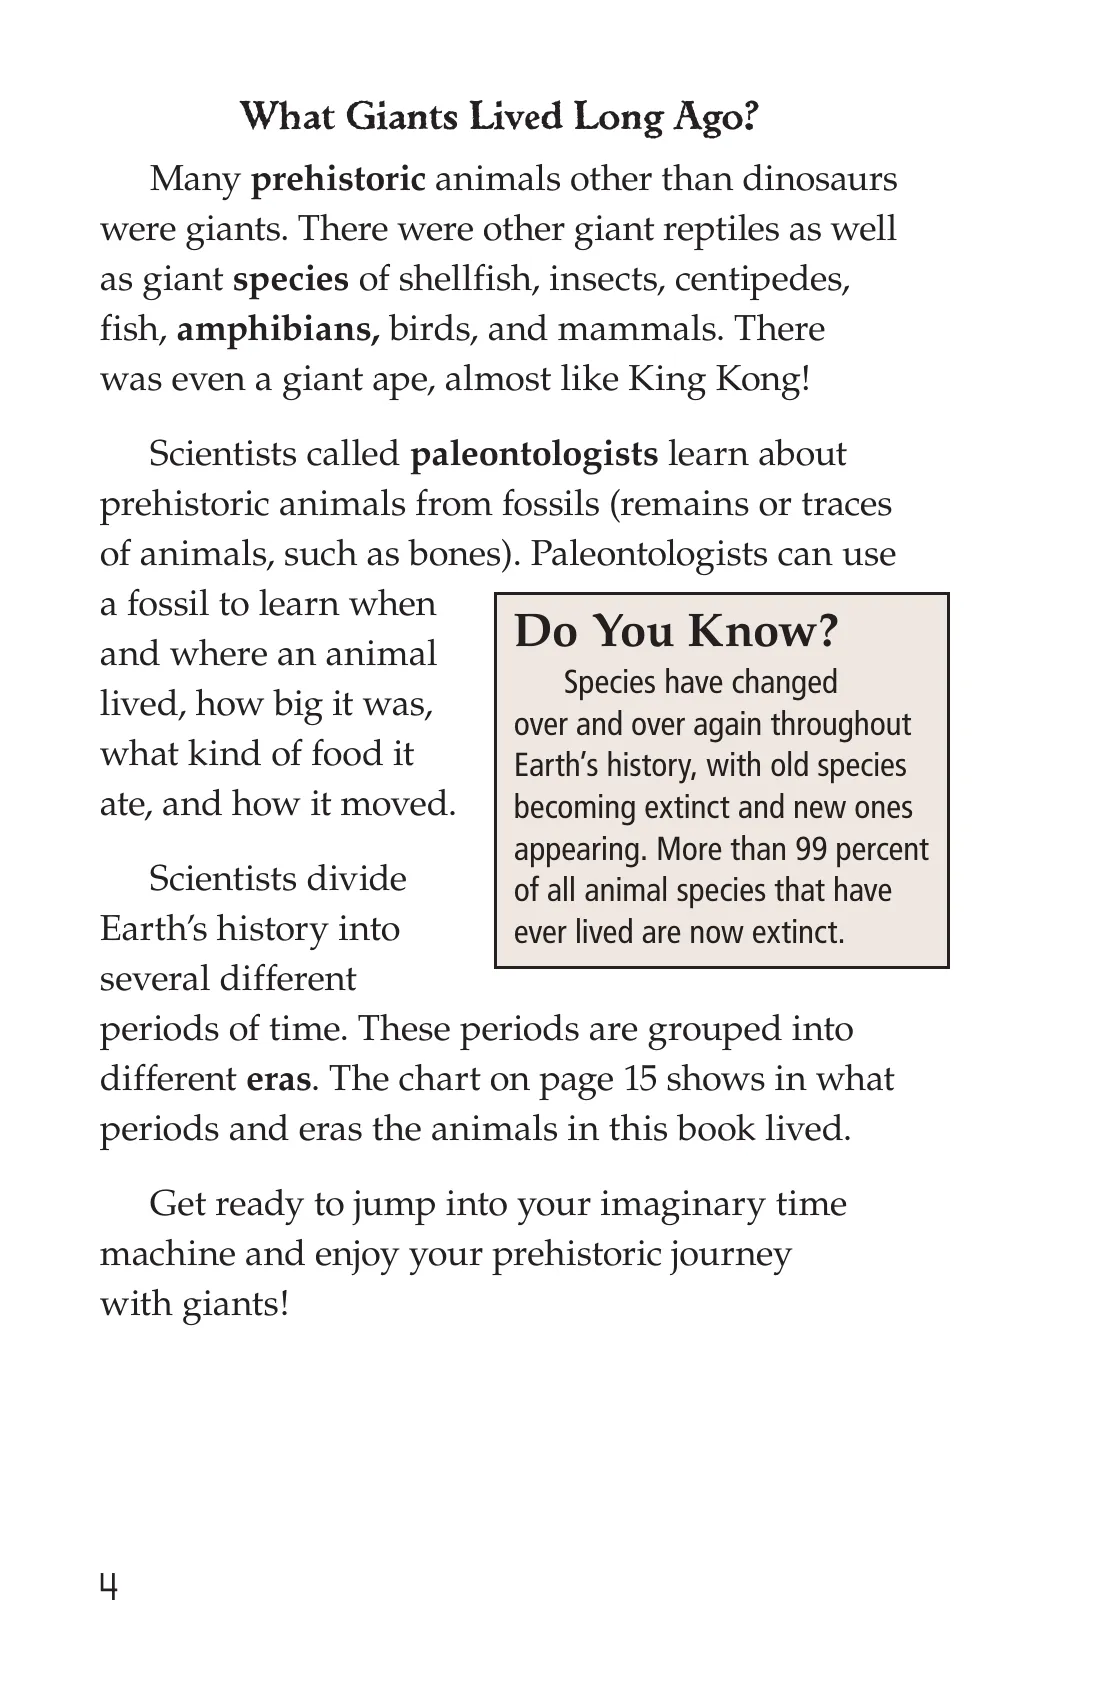 What Giants Lived Long Ago?
Many prehistoric animals other than dinosaurs
were giants. There were other giant reptiles as well
as giant species of shellfish, insects, centipedes,
fish, amphibians, birds, and mammals. There
was even a giant ape, almost like King Kong!
Scientists called paleontologists learn about
prehistoric animals from fossils (remains or traces
of animals, such as bones). Paleontologists can use
a fossil to learn when
and where an animal
lived, how big it was,
what kind of food it
ate, and how it moved.
Do You Know?
Species have changed
over and over again throughout
Earth’s history, with old species
becoming extinct and new ones
appearing. More than 99 percent
of all animal species that have
ever lived are now extinct.
Scientists divide
Earth’s history into
several different
periods of time. These periods are grouped into
different eras. The chart on page 15 shows in what
periods and eras the animals in this book lived.
Get ready to jump into your imaginary time
machine and enjoy your prehistoric journey
with giants!
4